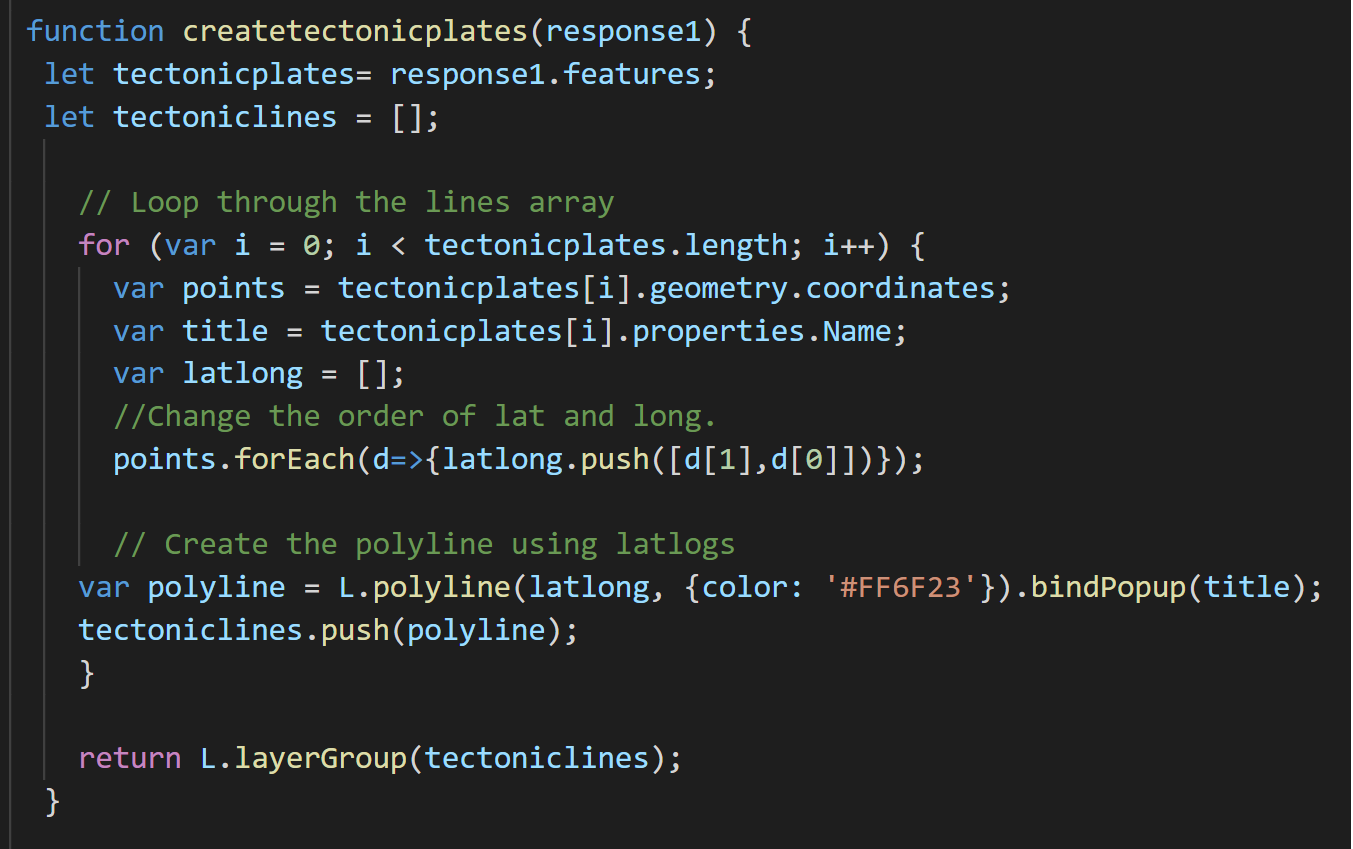 function createtectonicplates(response1) {
let tectonicplates= response1.features;
let tectoniclines = [];
// Loop through the lines array
for (var i = 0; i < tectonicplates.length; i++) {
var points = tectonicplates[i].geometry.coordinates;
var title = tectonicplates[i].properties.Name;
var latlong = [];
//Change the order of lat and long.
points.forEach(d=>{latlong.push([d[1],d[0]])});
// Create the polyline using latlogs
var polyline = L.polyline(latlong, {color: '#FF6F23'}).bindPopup(title);
tectoniclines.push(polyline);
}
return L.layerGroup(tectoniclines);
}